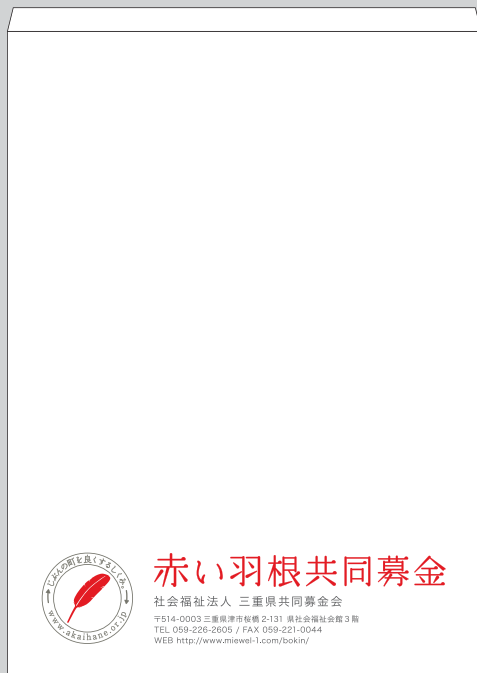 じぶんの町を良くするしくみ。
www.akaihane.or.jp
赤い羽根共同募金
社会福祉法人 三重県共同募金会
〒514-0003 三重県津市桜橋 2-131 県社会福祉会館3階
TEL 059-226-2605 / FAX 059-221-0044
WEB http://www.miewel-1.com/bokin/